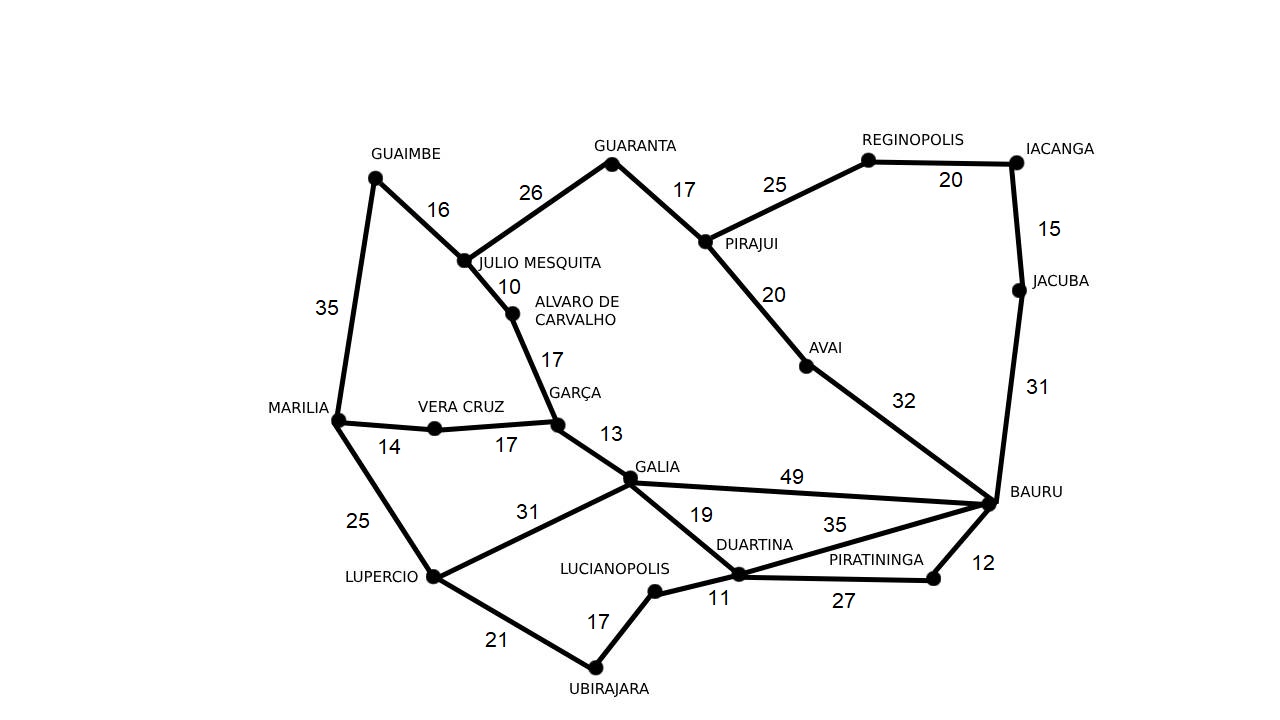 REGINOPOLIS
GUARANTA
IACANGA
GUAIMBE
20
25
17
26
16
15
PIRAJUI
JULIO MESQUITA
JACUBA
10
20
ALVARO DE
CARVALHO
35
AVAI
17
31
GARÇA
32
VERA CRUZ
MARILIA
13
17
14
GALIA
49
BAURU
31
19
25
35
DUARTINA
PIRATININGA
12
LUCIANOPOLIS
LUPERCIO
11
27
17
21
UBIRAJARA